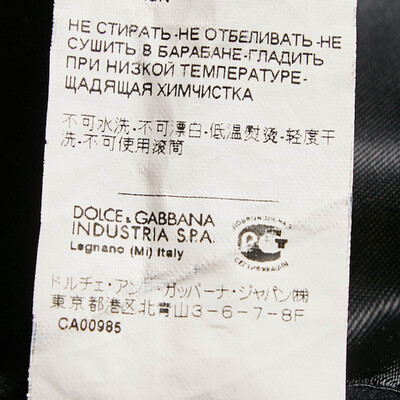 НЕ СТИРАТЬ-НЕ ОТБЕЛИВАТЬ-НЕ
СУШИТЬ В БАРАБАНЕ-ГЛАДИТЬ
ПРИ НИЗКОЙ ТЕМПЕРАТУРЕ-
ЩАДЯЩАЯ ХИМЧИСТКА
不可水洗-不可漂白-低温熨烫-轻度干
洗-不可使用滚筒
DOLCE & GABBANA
INDUSTRIA S.P.A.
Legnano (Mi) Italy
ДОБРОВОЛЬНАЯ
РСТ
СЕРТИФИКАЦИЯ
ドルチェ・アンド・ガッバーナ・ジャパン㈱
東京都港区北青山3-6-7-8F
CA00985